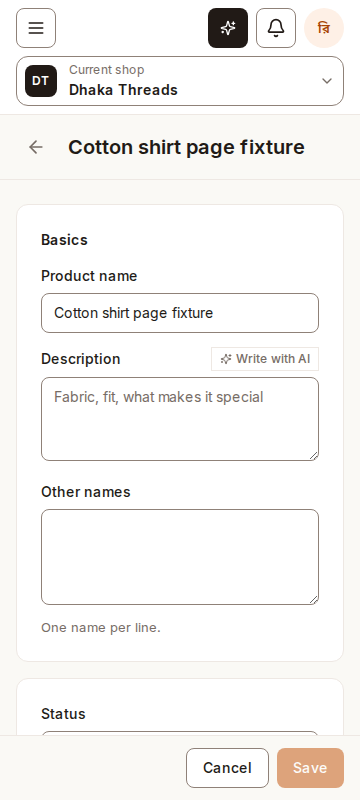 রি
DT
Current shop
Dhaka Threads
Cotton shirt page fixture
Basics
Product name
Cotton shirt page fixture
Description
Write with AI
Fabric, fit, what makes it special
Other names
One name per line.
Status
Cancel
Save